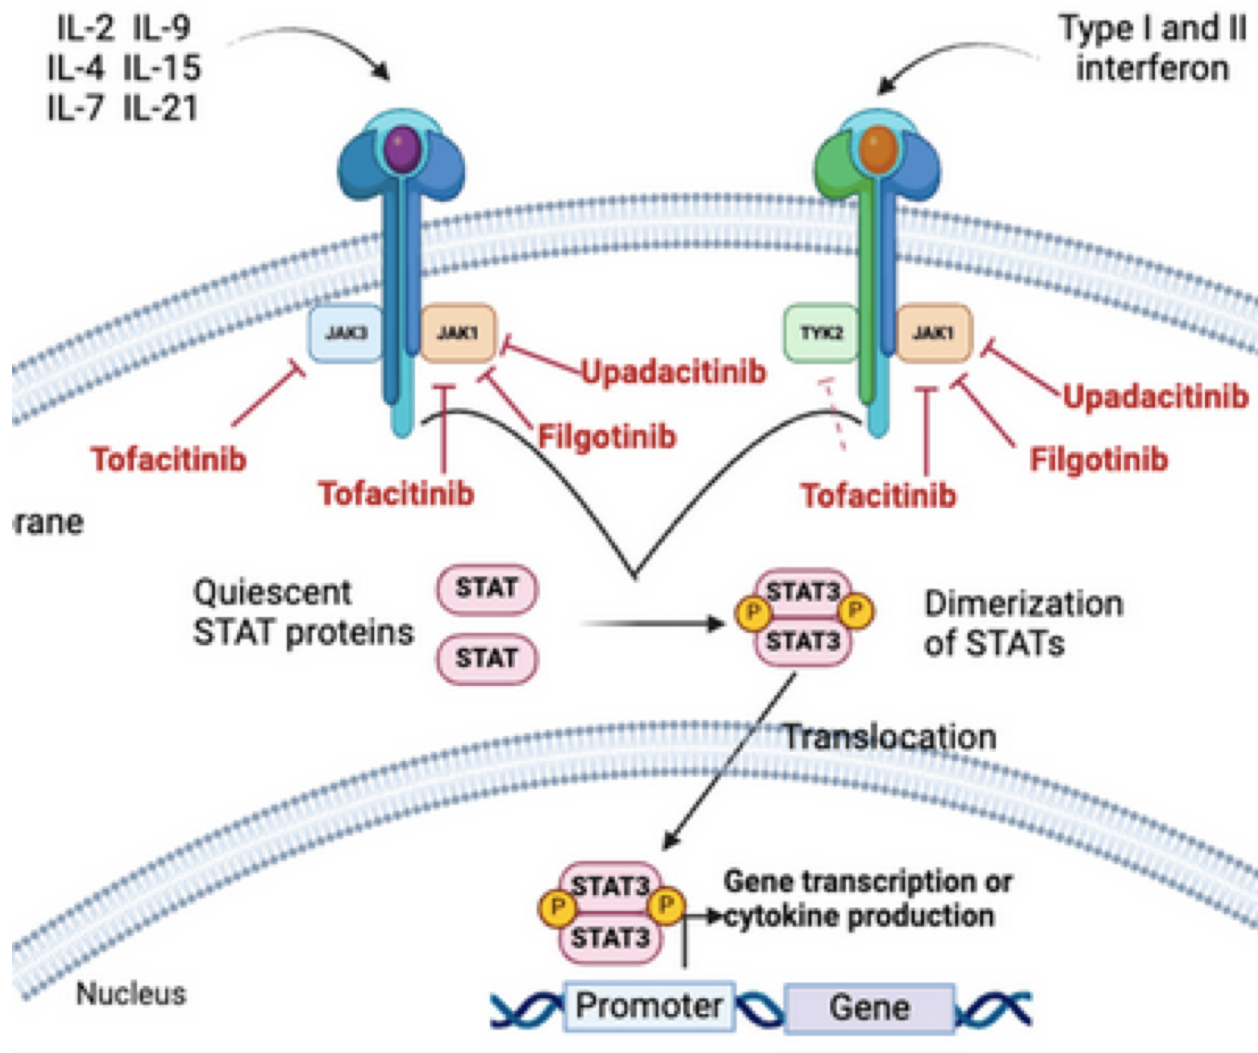 IL-2 IL-9
IL-4 IL-15
IL-7 IL-21
Type I and II
interferon
JAK3
JAK1
TYK2
JAK1
Upadacitinib
Filgotinib
Tofacitinib
Tofacitinib
Upadacitinib
Filgotinib
Tofacitinib
rane
Quiescent
STAT proteins
STAT
STAT
STAT3
P
P
STAT3
Dimerization
of STATs
Translocation
STAT3
P
P
STAT3
Gene transcription or
cytokine production
Nucleus
Promoter
Gene